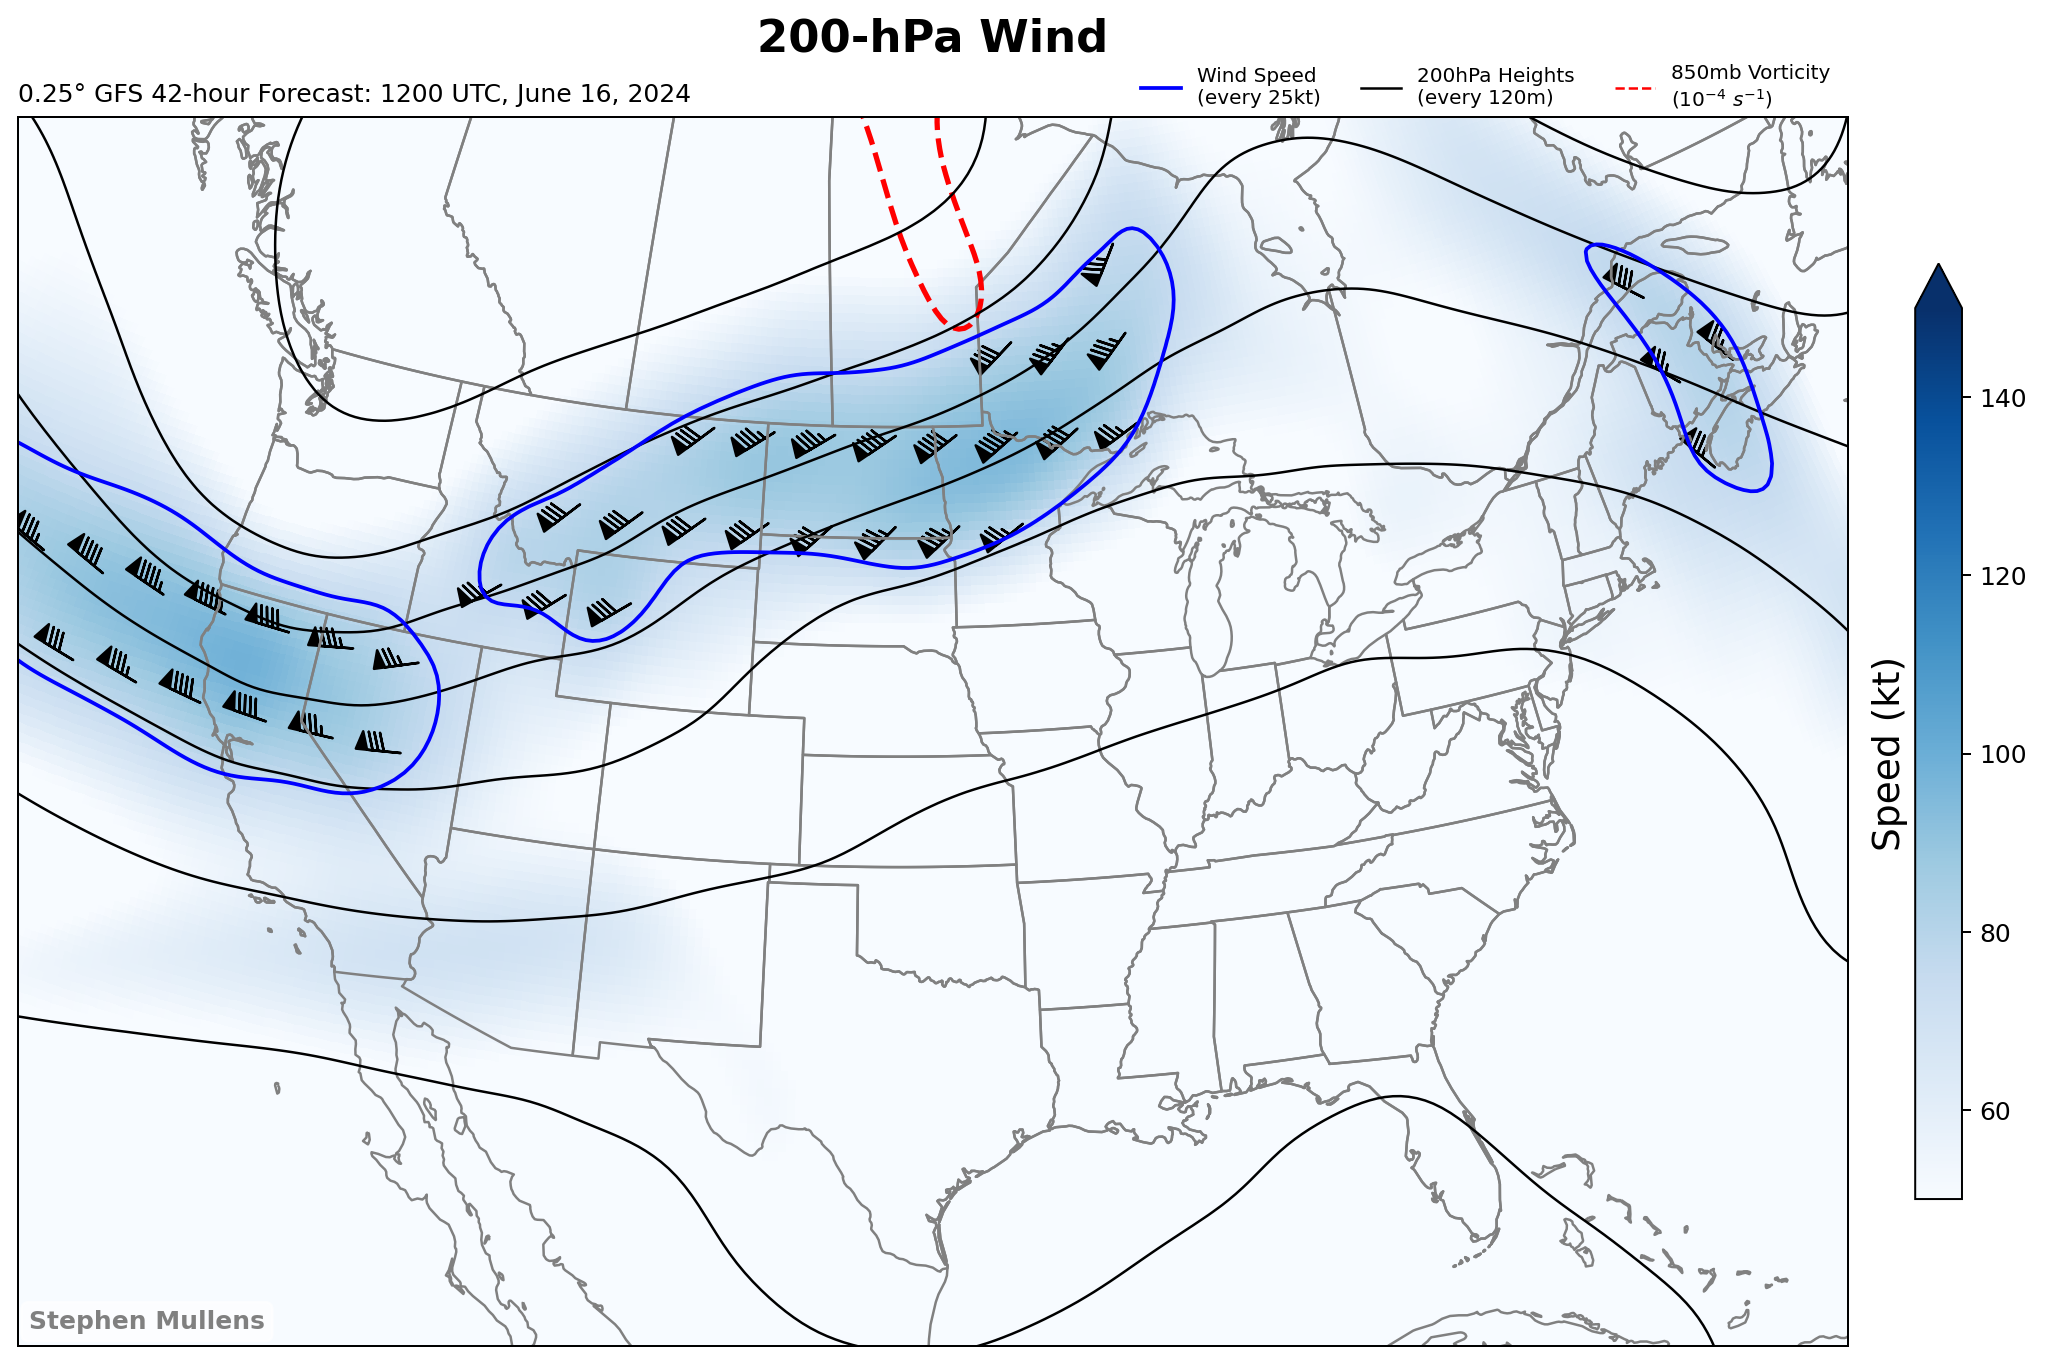 200-hPa Wind
0.25° GFS 42-hour Forecast: 1200 UTC, June 16, 2024
Wind Speed
(every 25kt)
200hPa Heights
(every 120m)
850mb Vorticity
(10⁻⁴ s⁻¹)
140
120
100
80
60
Speed (kt)
Stephen Mullens